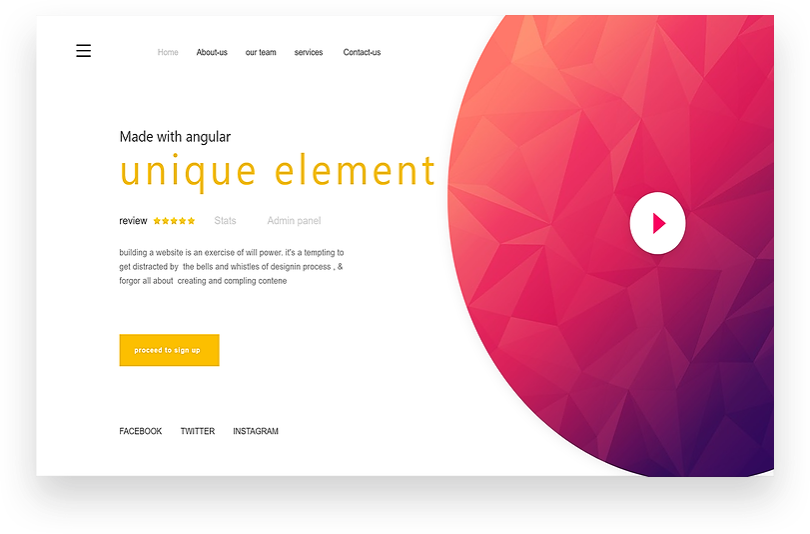 Home About-us our team services Contact-us
Made with angular
unique element
review Stats Admin panel
building a website is an exercise of will power. it's a tempting to
get distracted by the bells and whistles of designin process , &
forgor all about creating and compling contene
proceed to sign up
FACEBOOK TWITTER INSTAGRAM